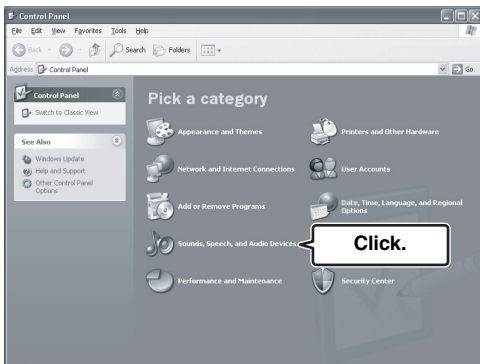 Control Panel
File Edit View Favorites Tools Help
Back Search Folders
Address Control Panel Go
Control Panel
Switch to Classic View
See Also
Windows Update
Help and Support
Other Control Panel
Options
Pick a category
Appearance and Themes
Printers and Other Hardware
Network and Internet Connections
User Accounts
Add or Remove Programs
Date, Time, Language, and Regional
Options
Sounds, Speech, and Audio Devices
Click.
Performance and Maintenance
Security Center